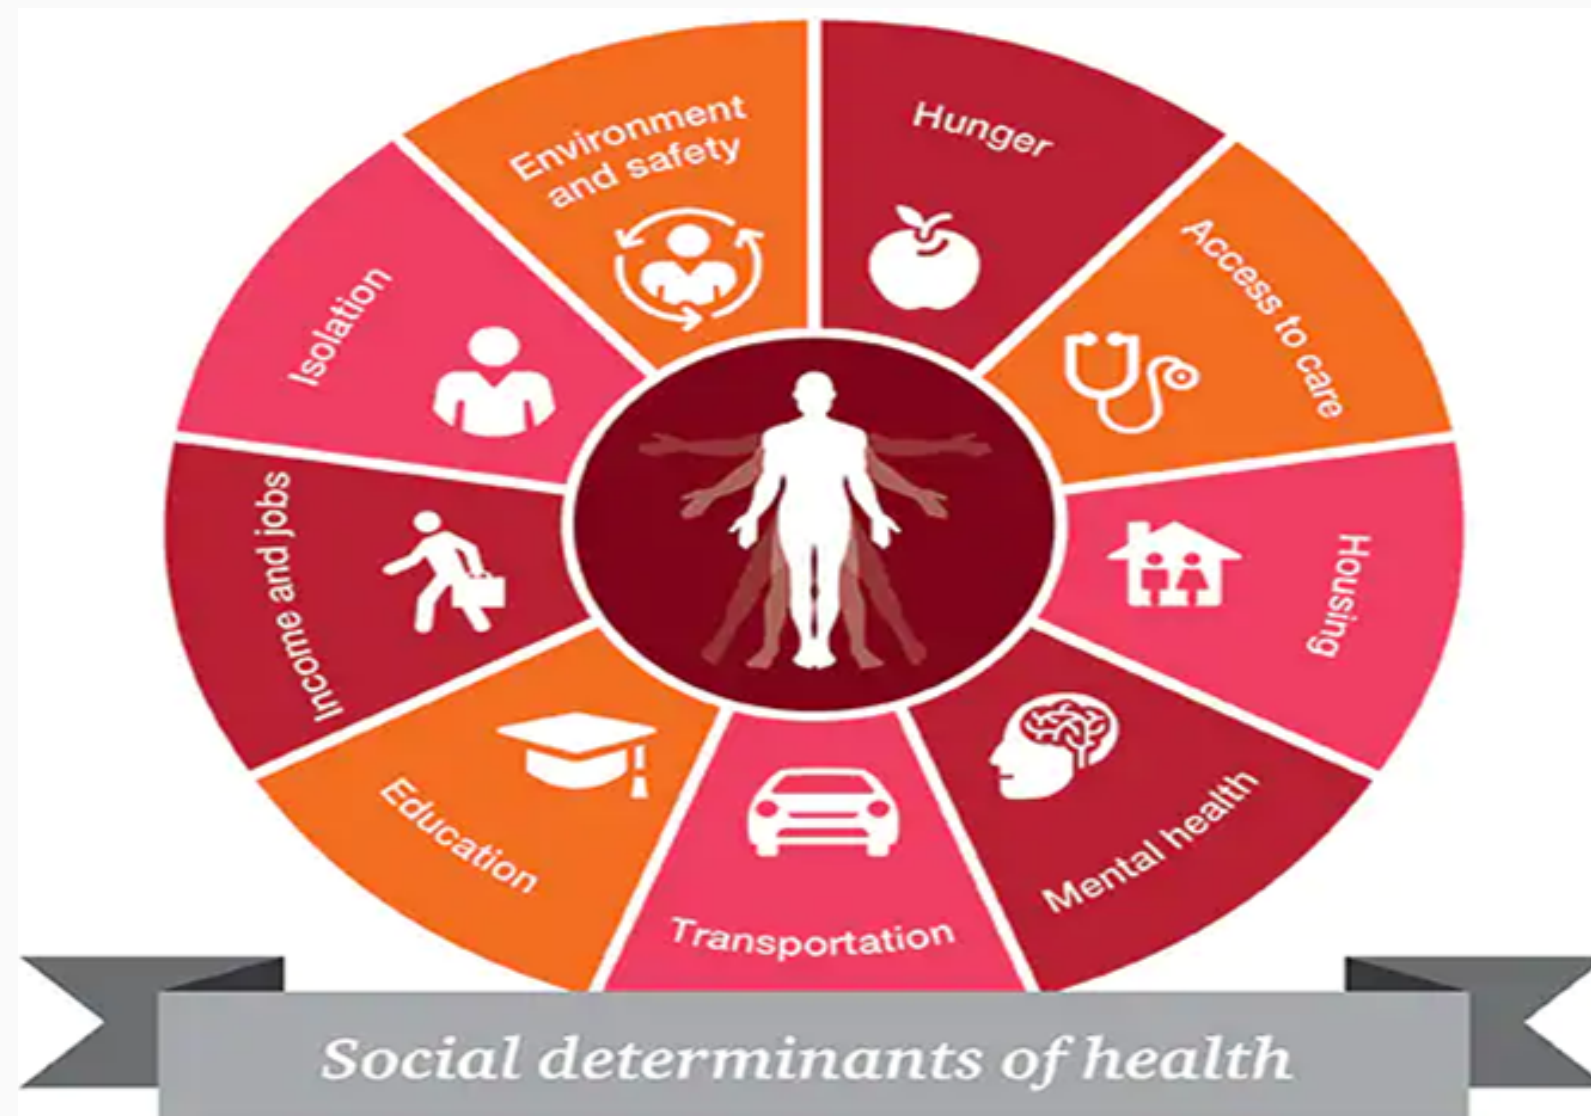 Environment
and safety
Hunger
Access to care
Housing
Mental health
Transportation
Education
Income and jobs
Isolation
Social determinants of health